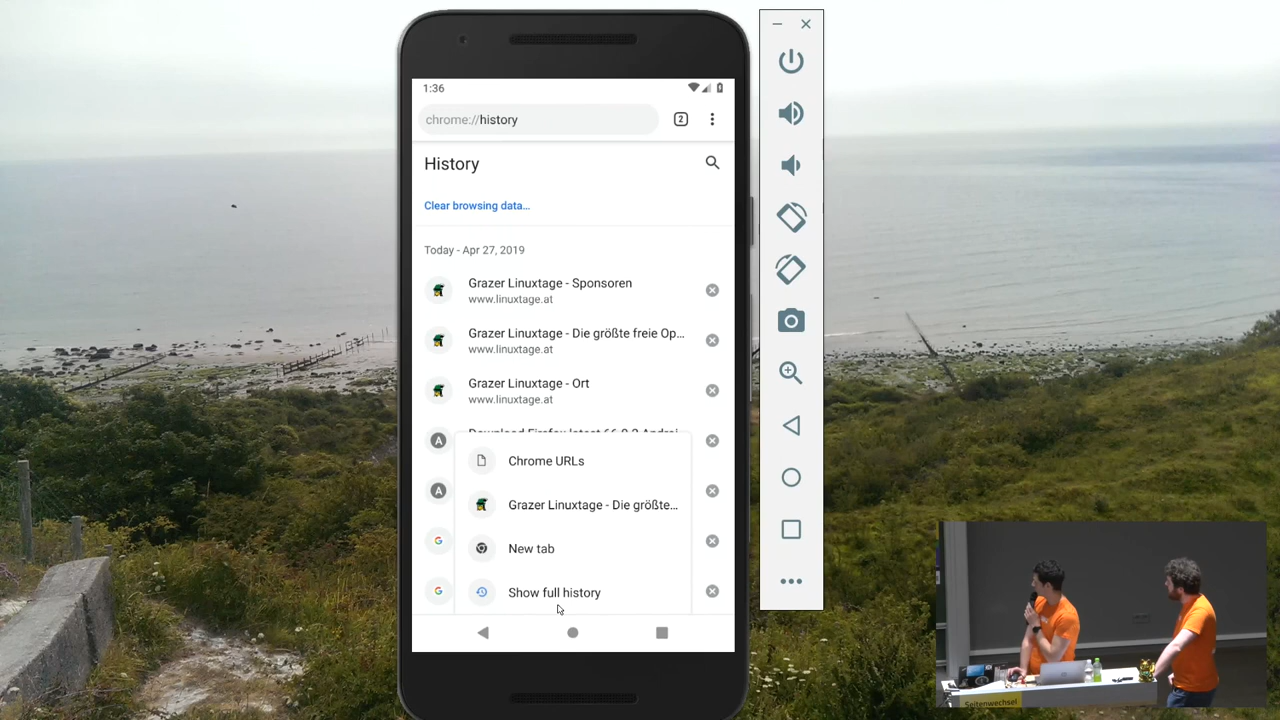 1:36
chrome://history
2
History
Clear browsing data...
Today - Apr 27, 2019
Grazer Linuxtage - Sponsoren
www.linuxtage.at
Grazer Linuxtage - Die größte freie Op...
www.linuxtage.at
Grazer Linuxtage - Ort
www.linuxtage.at
A
Chrome URLs
A
Grazer Linuxtage - Die größte...
G
New tab
G
Show full history
Seitenwechsel